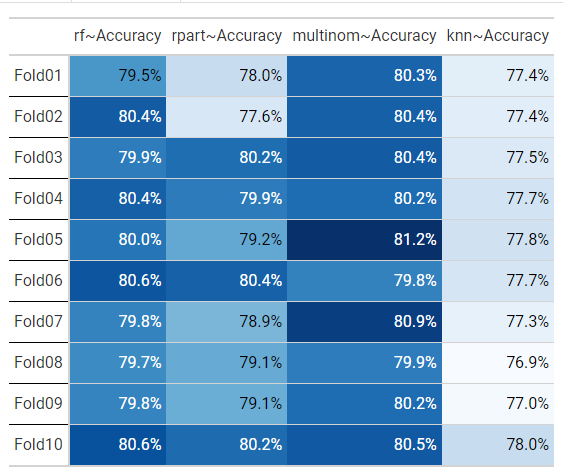 rf~Accuracy rpart~Accuracy multinom~Accuracy knn~Accuracy
Fold01 79.5% 78.0% 80.3% 77.4%
Fold02 80.4% 77.6% 80.4% 77.4%
Fold03 79.9% 80.2% 80.4% 77.5%
Fold04 80.4% 79.9% 80.2% 77.7%
Fold05 80.0% 79.2% 81.2% 77.8%
Fold06 80.6% 80.4% 79.8% 77.7%
Fold07 79.8% 78.9% 80.9% 77.3%
Fold08 79.7% 79.1% 79.9% 76.9%
Fold09 79.8% 79.1% 80.2% 77.0%
Fold10 80.6% 80.2% 80.5% 78.0%